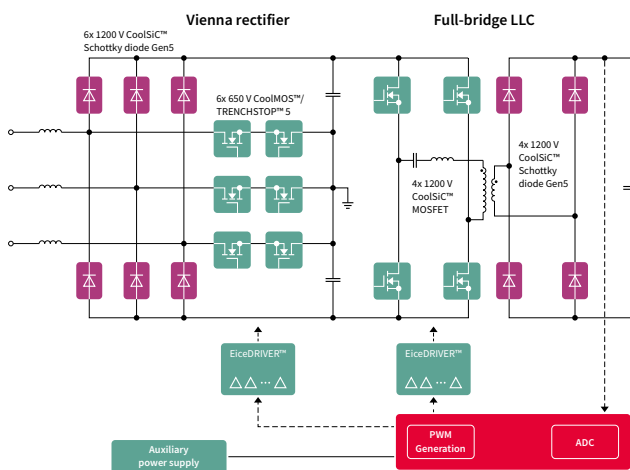 Vienna rectifier
Full-bridge LLC
6x 1200 V CoolSiC™
Schottky diode Gen5
6x 650 V CoolMOS™/
TRENCHSTOP™ 5
4x 1200 V
CoolSiC™
Schottky
diode Gen5
4x 1200 V
CoolSiC™
MOSFET
EiceDRIVER™
...
EiceDRIVER™
...
PWM
Generation
ADC
Auxiliary
power supply